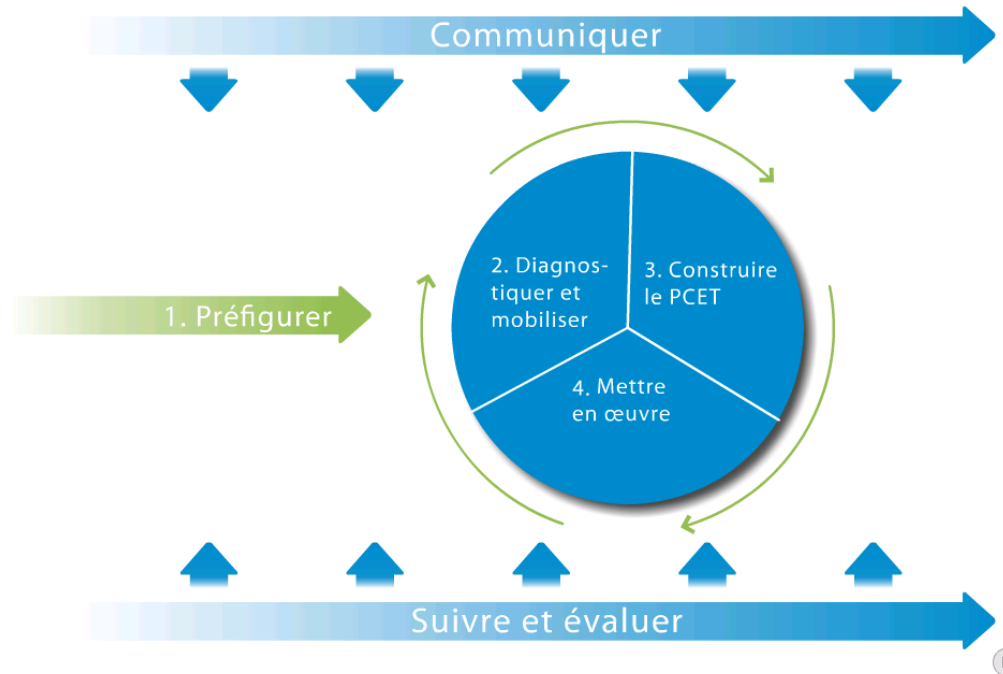 Communiquer
2. Diagnos-
tiquer et
mobiliser
3. Construire
le PCET
1. Préfigurer
4. Mettre
en œuvre
Suivre et évaluer